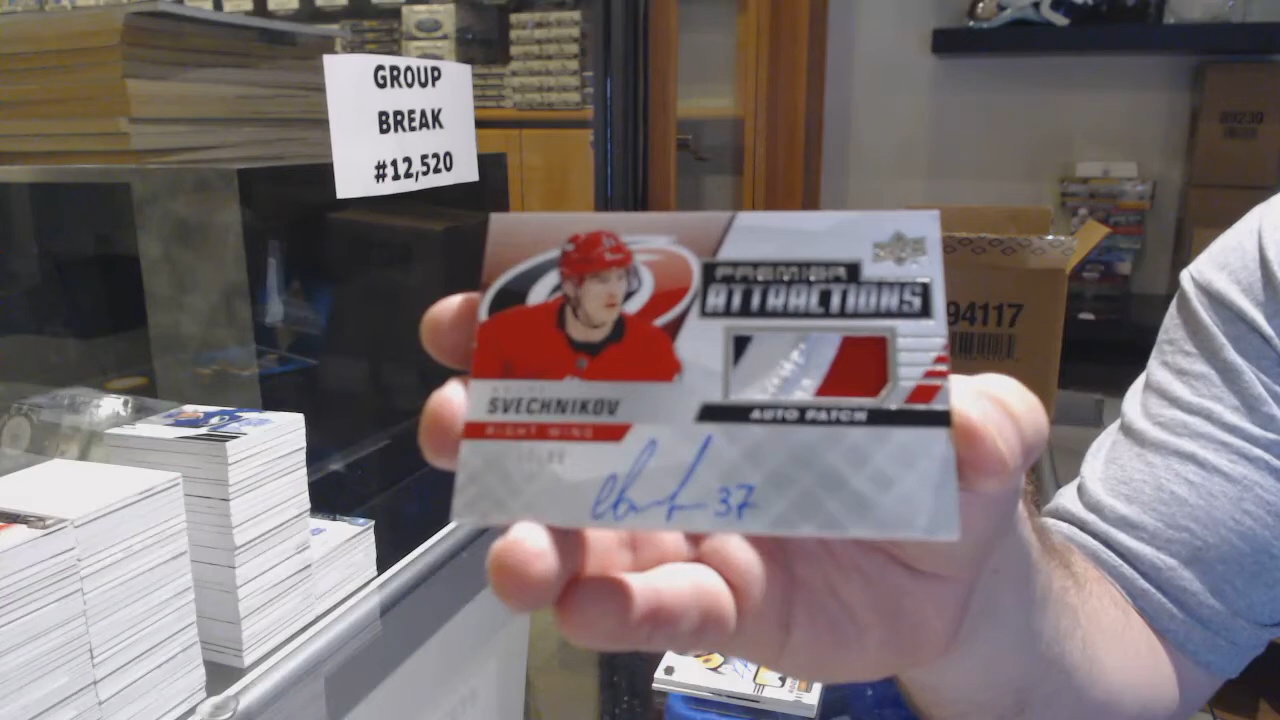 GROUP
BREAK
#12,520
PREMIER
ATTRACTIONS
SVECHNIKOV
RIGHT WING
AUTO PATCH
37
94117